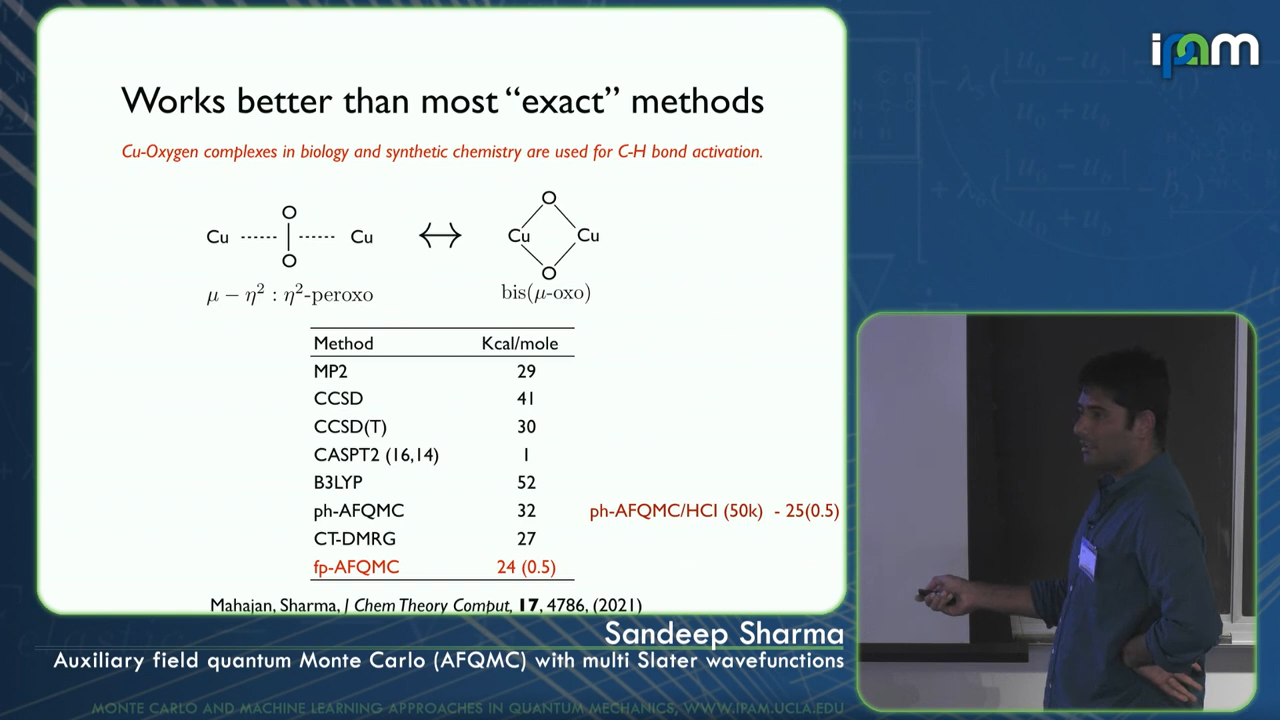 ipam
Works better than most “exact” methods
Cu-Oxygen complexes in biology and synthetic chemistry are used for C-H bond activation.
O
Cu ------ | ------ Cu
O
μ − η² : η²-peroxo
↔
O
Cu Cu
O
bis(μ-oxo)
Method Kcal/mole
MP2 29
CCSD 41
CCSD(T) 30
CASPT2 (16,14) 1
B3LYP 52
ph-AFQMC 32 ph-AFQMC/HCI (50k) - 25(0.5)
CT-DMRG 27
fp-AFQMC 24 (0.5)
Mahajan, Sharma, J Chem Theory Comput, 17, 4786, (2021)
Sandeep Sharma
Auxiliary field quantum Monte Carlo (AFQMC) with multi Slater wavefunctions
MONTE CARLO AND MACHINE LEARNING APPROACHES IN QUANTUM MECHANICS, WWW.IPAM.UCLA.EDU